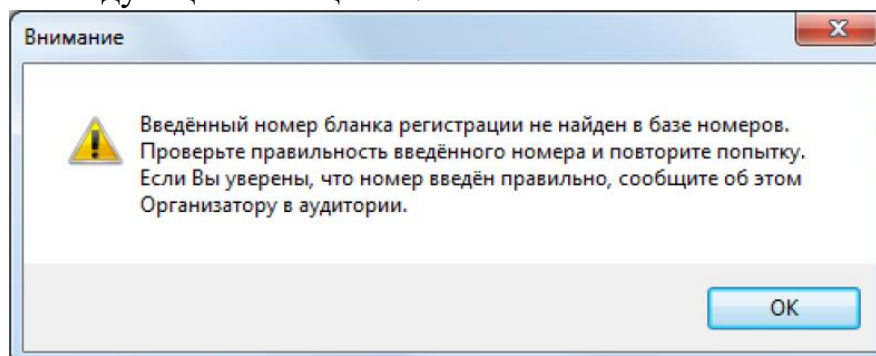 Внимание
Введённый номер бланка регистрации не найден в базе номеров.
Проверьте правильность введённого номера и повторите попытку.
Если Вы уверены, что номер введён правильно, сообщите об этом
Организатору в аудитории.
OK